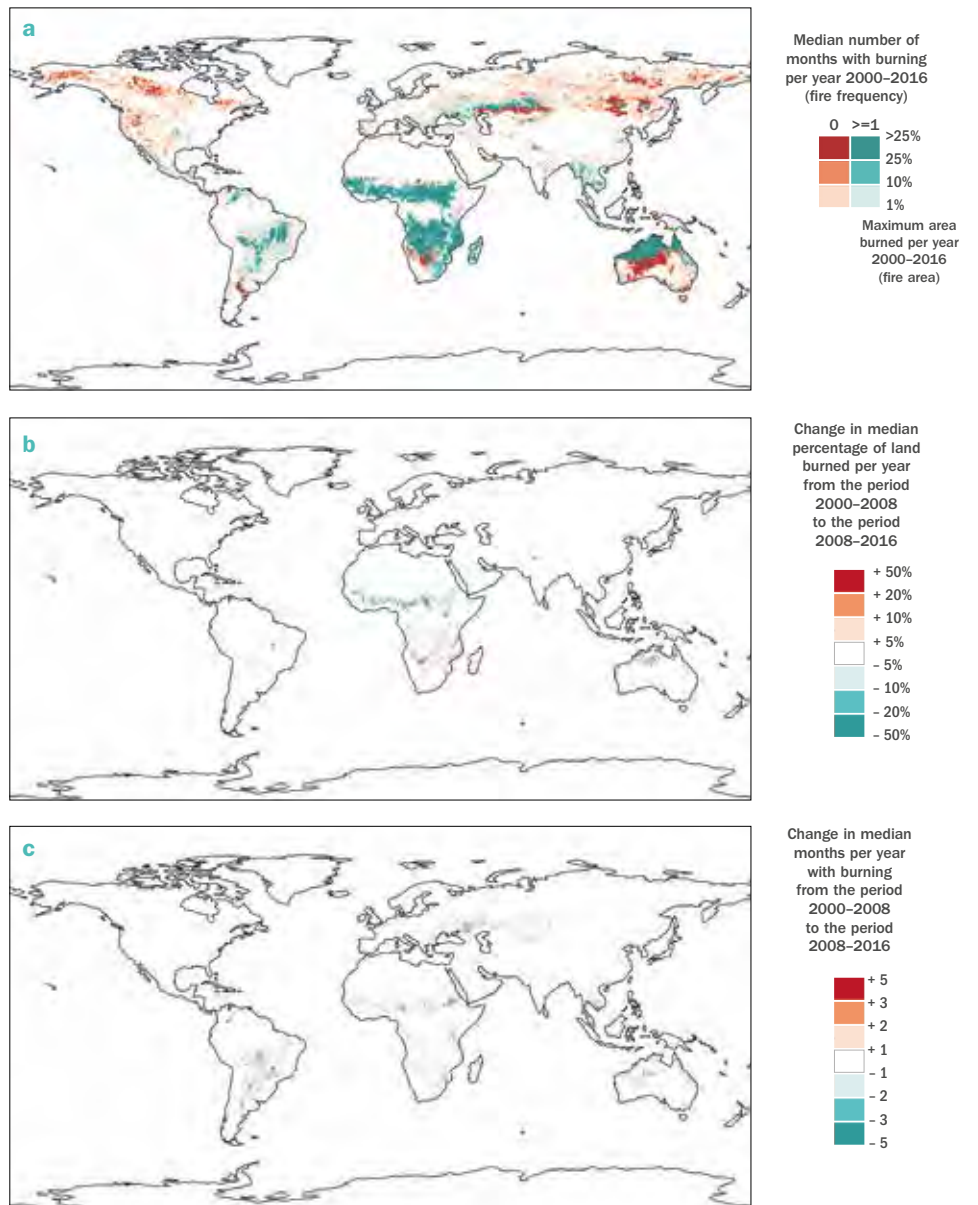 a
Median number of
months with burning
per year 2000–2016
(fire frequency)
0 >=1
>25%
25%
10%
1%
Maximum area
burned per year
2000–2016
(fire area)
b
Change in median
percentage of land
burned per year
from the period
2000–2008
to the period
2008–2016
+ 50%
+ 20%
+ 10%
+ 5%
– 5%
– 10%
– 20%
– 50%
c
Change in median
months per year
with burning
from the period
2000–2008
to the period
2008–2016
+ 5
+ 3
+ 2
+ 1
– 1
– 2
– 3
– 5